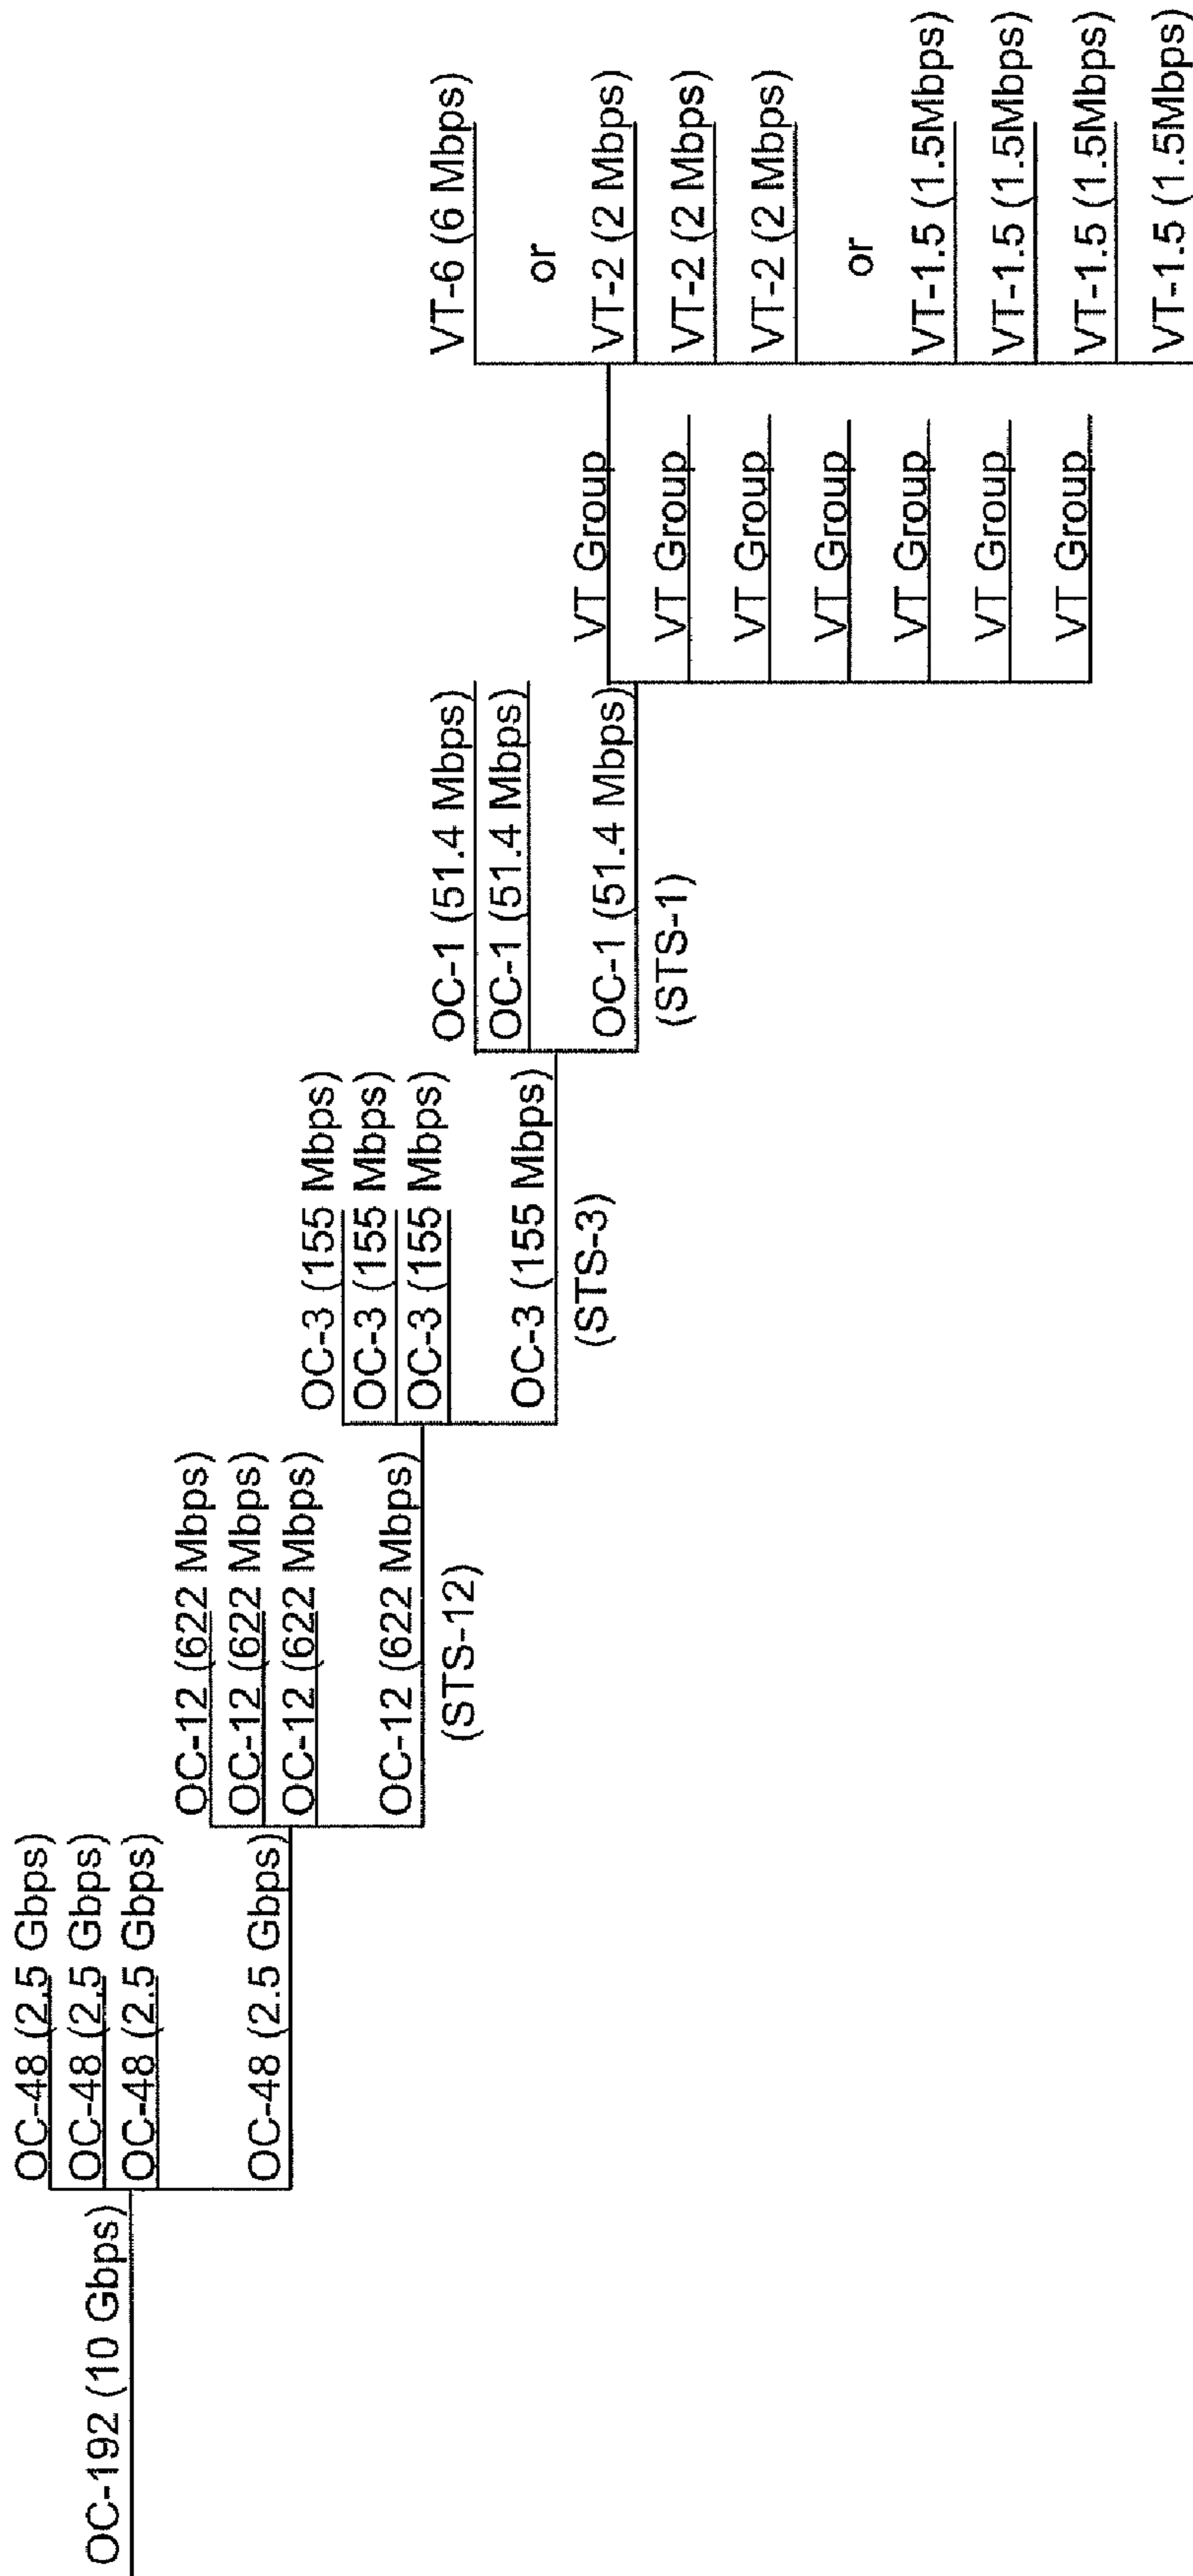 OC-192 (10 Gbps)
OC-48 (2.5 Gbps)
OC-48 (2.5 Gbps)
OC-48 (2.5 Gbps)
OC-48 (2.5 Gbps)
OC-12 (622 Mbps)
OC-12 (622 Mbps)
OC-12 (622 Mbps)
OC-12 (622 Mbps)
(STS-12)
OC-3 (155 Mbps)
OC-3 (155 Mbps)
OC-3 (155 Mbps)
OC-3 (155 Mbps)
(STS-3)
OC-1 (51.4 Mbps)
OC-1 (51.4 Mbps)
OC-1 (51.4 Mbps)
(STS-1)
VT Group
VT Group
VT Group
VT Group
VT Group
VT Group
VT Group
VT-6 (6 Mbps)
or
VT-2 (2 Mbps)
VT-2 (2 Mbps)
VT-2 (2 Mbps)
or
VT-1.5 (1.5Mbps)
VT-1.5 (1.5Mbps)
VT-1.5 (1.5Mbps)
VT-1.5 (1.5Mbps)